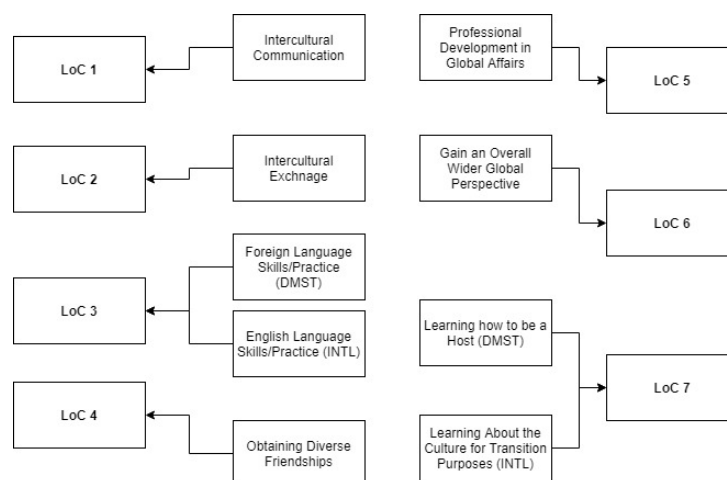 LoC 1
Intercultural
Communication
LoC 2
Intercultural
Exchnage
LoC 3
Foreign Language
Skills/Practice
(DMST)
English Language
Skills/Practice (INTL)
LoC 4
Obtaining Diverse
Friendships
Professional
Development in
Global Affairs
LoC 5
Gain an Overall
Wider Global
Perspective
LoC 6
Learning how to be a
Host (DMST)
LoC 7
Learning About the
Culture for Transition
Purposes (INTL)